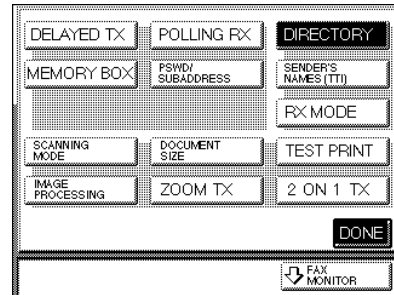 DELAYED TX POLLING RX DIRECTORY
MEMORY BOX PSWD/
SUBADDRESS SENDER'S
NAMES (TTI)
RX MODE
SCANNING
MODE DOCUMENT
SIZE TEST PRINT
IMAGE
PROCESSING ZOOM TX 2 ON 1 TX
DONE
FAX
MONITOR